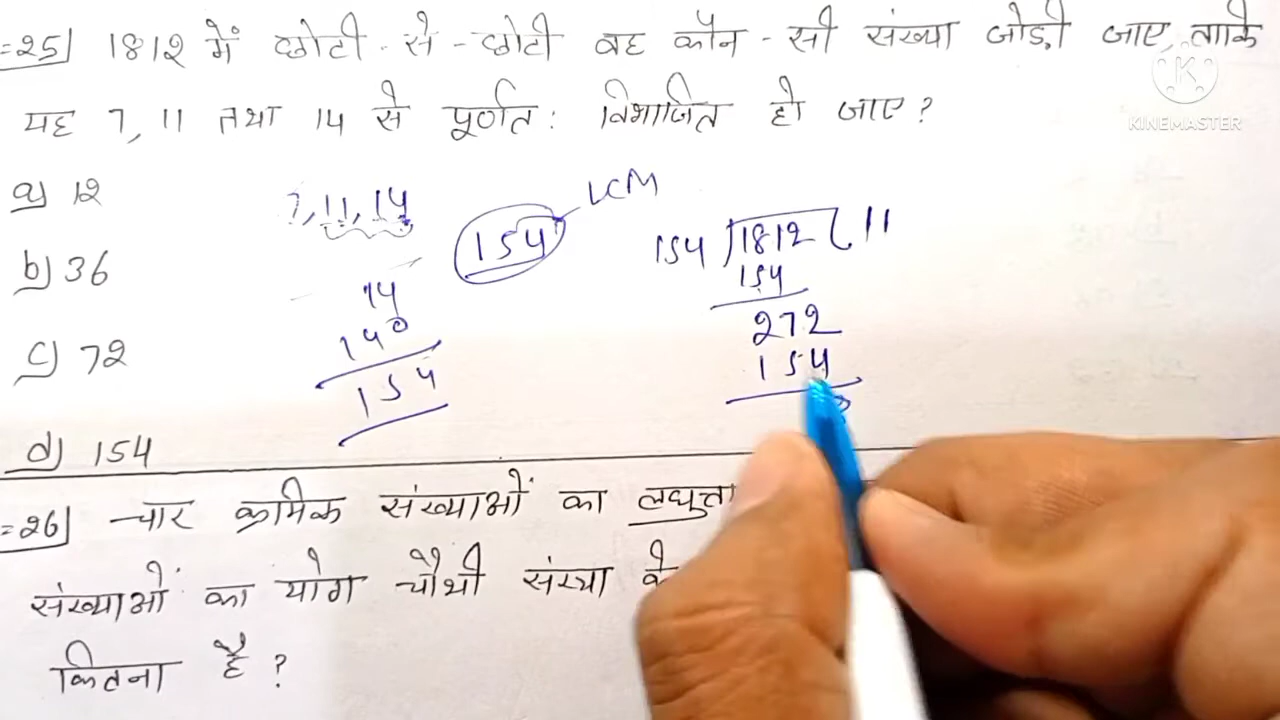 =25] 1812 में छोटी-से-छोटी वह कौन-सी संख्या जोड़ी जाए, ताकि
यह 7, 11 तथा 14 से पूर्णत: विभाजित हो जाए?
KINEMASTER
a) 12
b) 36
c) 72
d) 154
7, 11, 14
14
140
154
154 LCM
154 ) 1812 ( 11
154
272
154
=26] चार क्रमिक संख्याओं का
संख्याओं का योग चौथी संख्या के
कितना है?